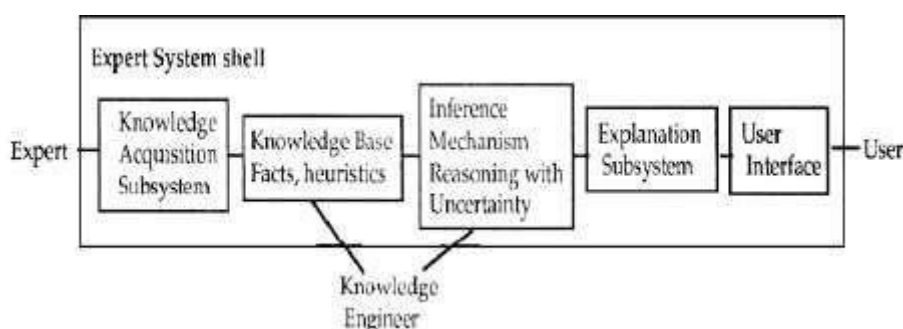 Expert System shell
Expert
Knowledge
Acquisition
Subsystem
Knowledge Base
Facts, heuristics
Inference
Mechanism
Reasoning with
Uncertainty
Explanation
Subsystem
User
Interface
User
Knowledge
Engineer